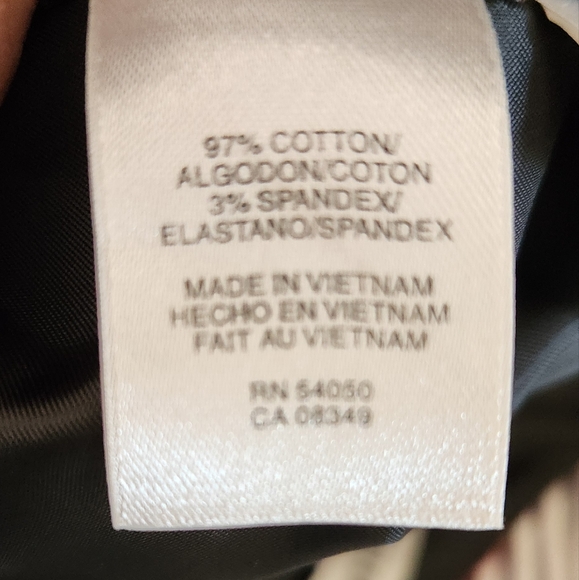 97% COTTON/
ALGODON/COTON
3% SPANDEX/
ELASTANO/SPANDEX
MADE IN VIETNAM
HECHO EN VIETNAM
FAIT AU VIETNAM
RN 54050
CA 08349